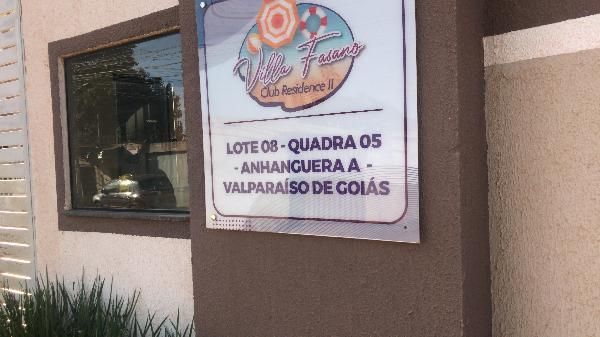 Villa Fasano
Club Residence II
LOTE 08 - QUADRA 05
- ANHANGUERA A -
VALPARAÍSO DE GOIÁS